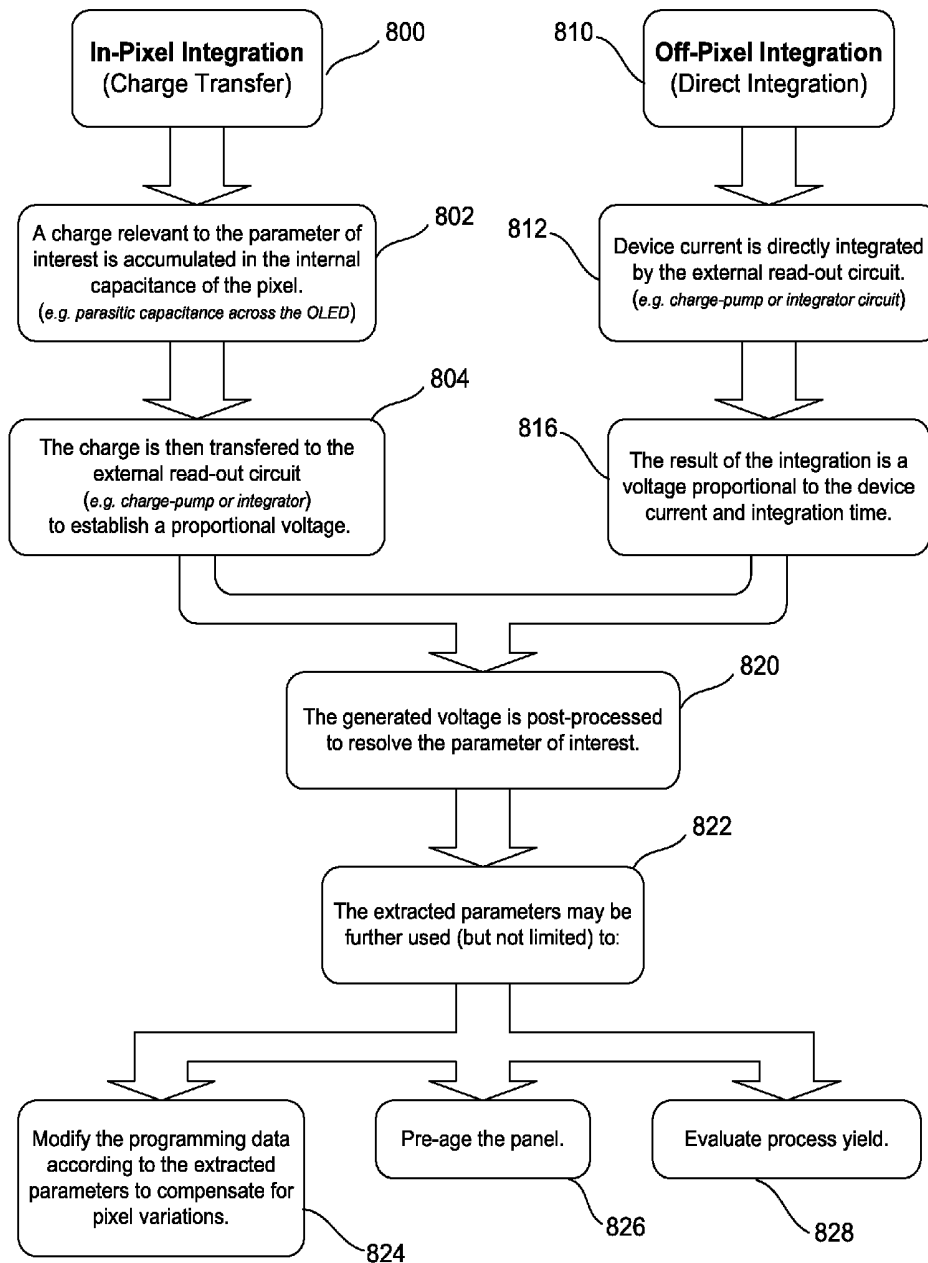 In-Pixel Integration
(Charge Transfer)
800
810
Off-Pixel Integration
(Direct Integration)
A charge relevant to the parameter of
interest is accumulated in the internal
capacitance of the pixel.
(e.g. parasitic capacitance across the OLED)
802
812
Device current is directly integrated
by the external read-out circuit.
(e.g. charge-pump or integrator circuit)
804
The charge is then transfered to the
external read-out circuit
(e.g. charge-pump or integrator)
to establish a proportional voltage.
816
The result of the integration is a
voltage proportional to the device
current and integration time.
820
The generated voltage is post-processed
to resolve the parameter of interest.
822
The extracted parameters may be
further used (but not limited) to:
Modify the programming data
according to the extracted
parameters to compensate for
pixel variations.
824
Pre-age the panel.
826
Evaluate process yield.
828